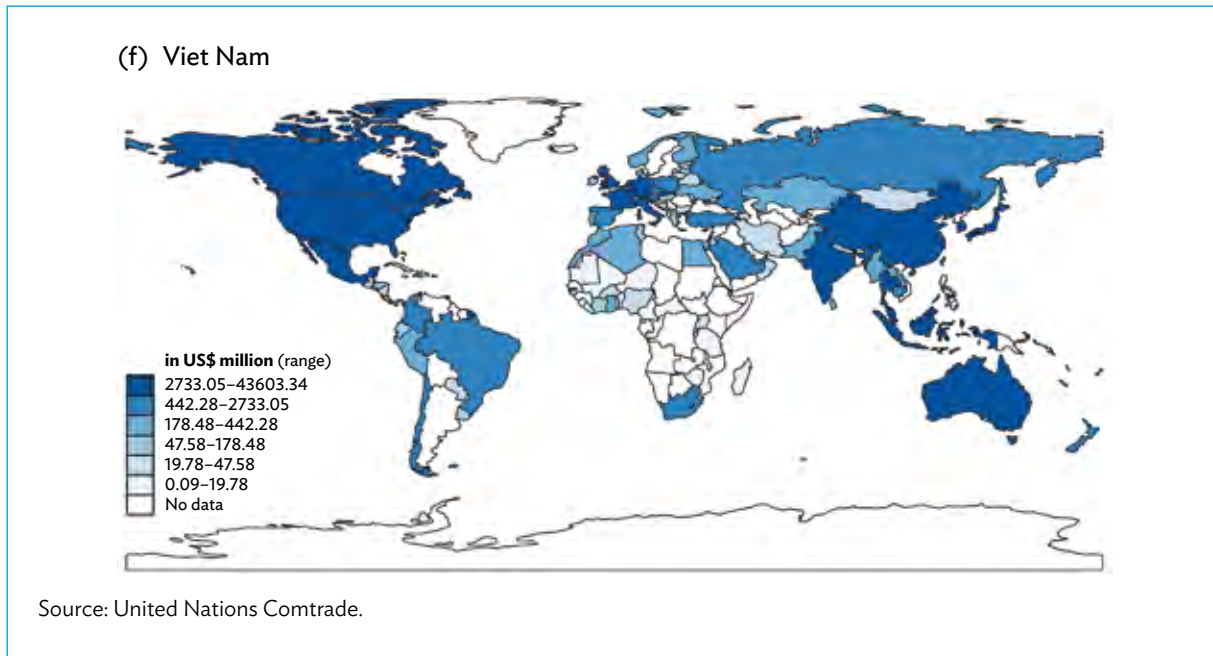 (f) Viet Nam
in US$ million (range)
2733.05–43603.34
442.28–2733.05
178.48–442.28
47.58–178.48
19.78–47.58
0.09–19.78
No data
Source: United Nations Comtrade.